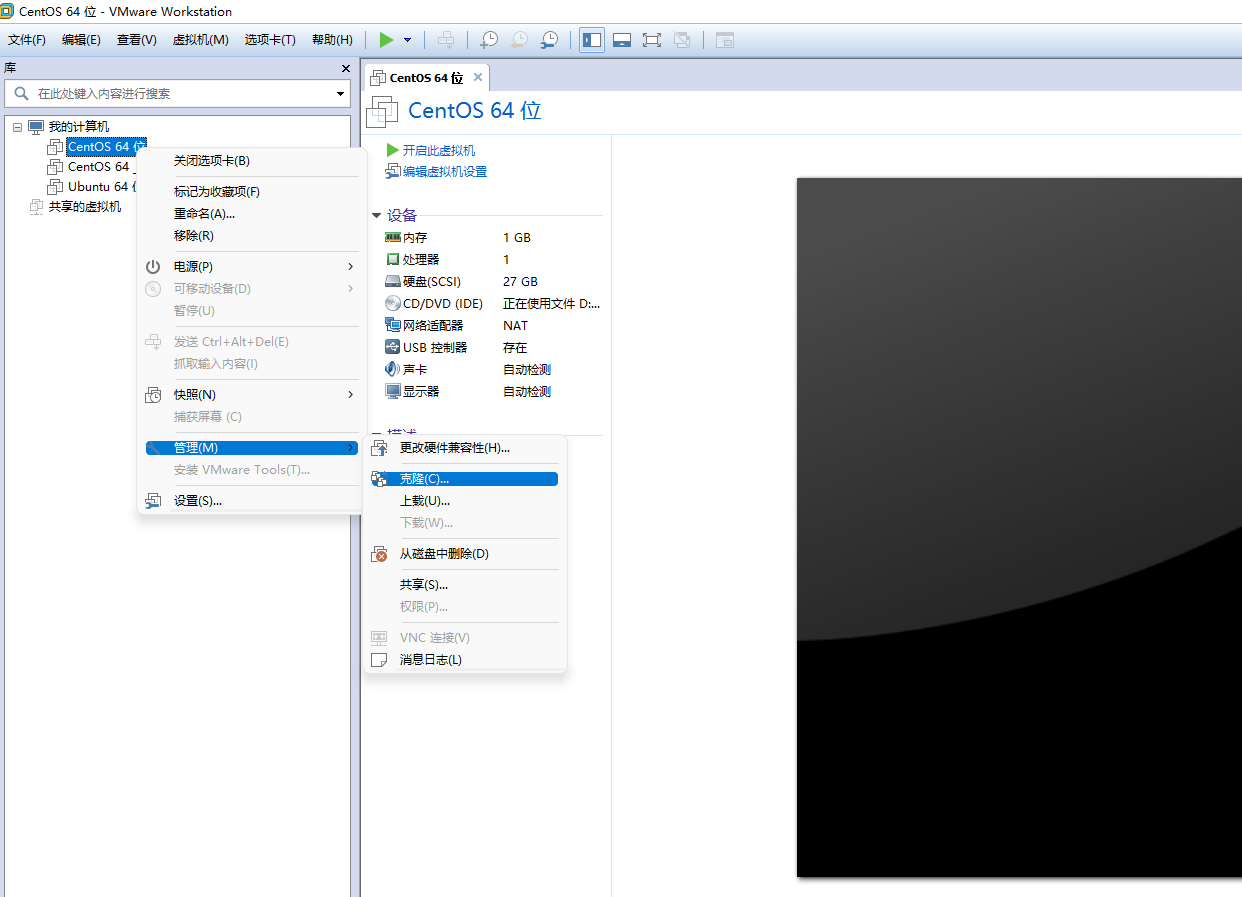 CentOS 64 位 - VMware Workstation
文件(F) 编辑(E) 查看(V) 虚拟机(M) 选项卡(T) 帮助(H)
库
在此处键入内容进行搜索
我的计算机
CentOS 64 位
CentOS 64
Ubuntu 64 位
共享的虚拟机
关闭选项卡(B)
标记为收藏项(F)
重命名(A)...
移除(R)
电源(P)
可移动设备(D)
暂停(U)
发送 Ctrl+Alt+Del(E)
抓取输入内容(I)
快照(N)
捕获屏幕 (C)
管理(M)
安装 VMware Tools(T)...
设置(S)...
CentOS 64 位
CentOS 64 位
开启此虚拟机
编辑虚拟机设置
设备
内存 1 GB
处理器 1
硬盘(SCSI) 27 GB
CD/DVD (IDE) 正在使用文件 D:...
网络适配器 NAT
USB 控制器 存在
声卡 自动检测
显示器 自动检测
描述
更改硬件兼容性(H)...
克隆(C)...
上载(U)...
下载(W)...
从磁盘中删除(D)
共享(S)...
权限(P)...
VNC 连接(V)
消息日志(L)